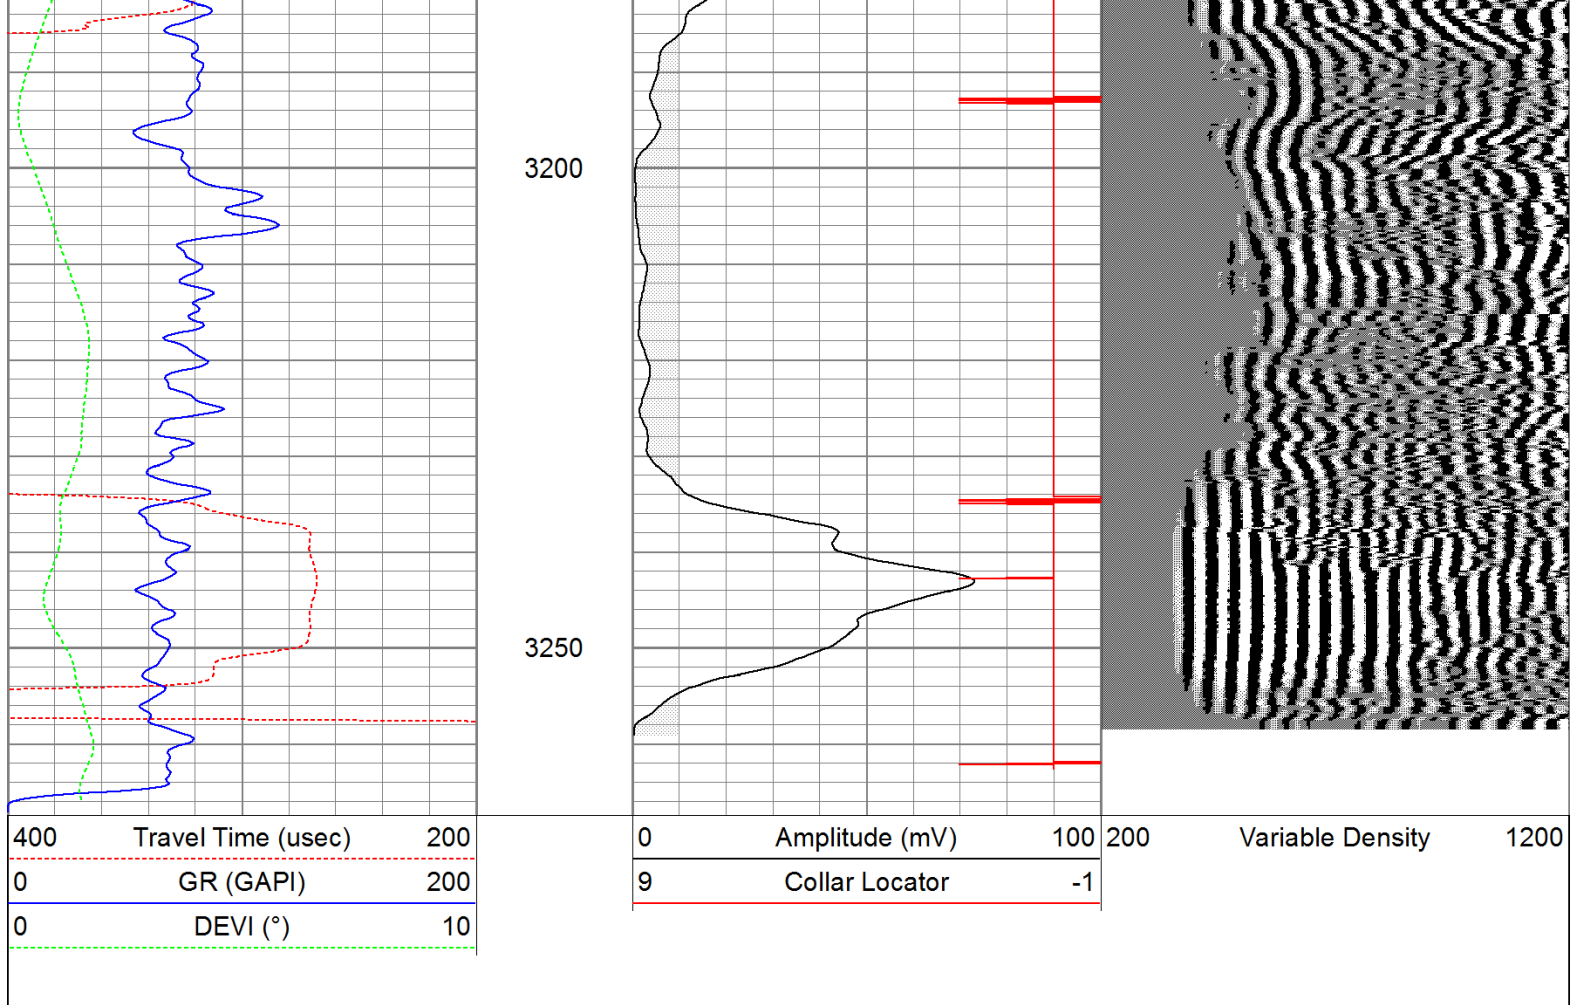 3200
3250
400 Travel Time (usec) 200
0 GR (GAPI) 200
0 DEVI (°) 10
0 Amplitude (mV) 100
9 Collar Locator -1
200 Variable Density 1200